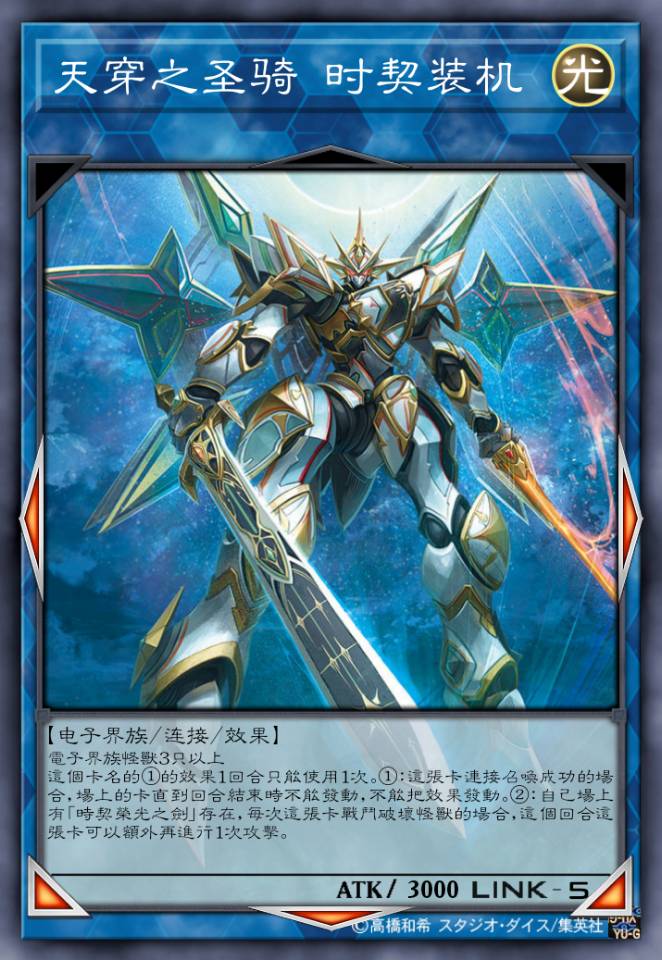 天穿之圣骑 时契装机 光
【电子界族/连接/效果】
電子界族怪獸3只以上
這個卡名的①的效果1回合只能使用1次。①:這張卡連接召喚成功的場
合,場上的卡直到回合結束時不能發動,不能把效果發動。②:自己場上
有「時契榮光之劍」存在,每次這張卡戰鬥破壞怪獸的場合,這個回合這
張卡可以額外再進行1次攻擊。
ATK/ 3000 LINK-5
©高橋和希 スタジオ・ダイス/集英社